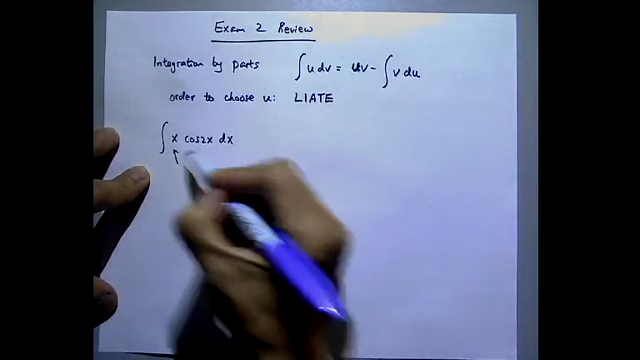 Exam 2 Review
Integration by parts ∫ u dv = uv - ∫ v du
order to choose u: LIATE
∫ x cos2x dx